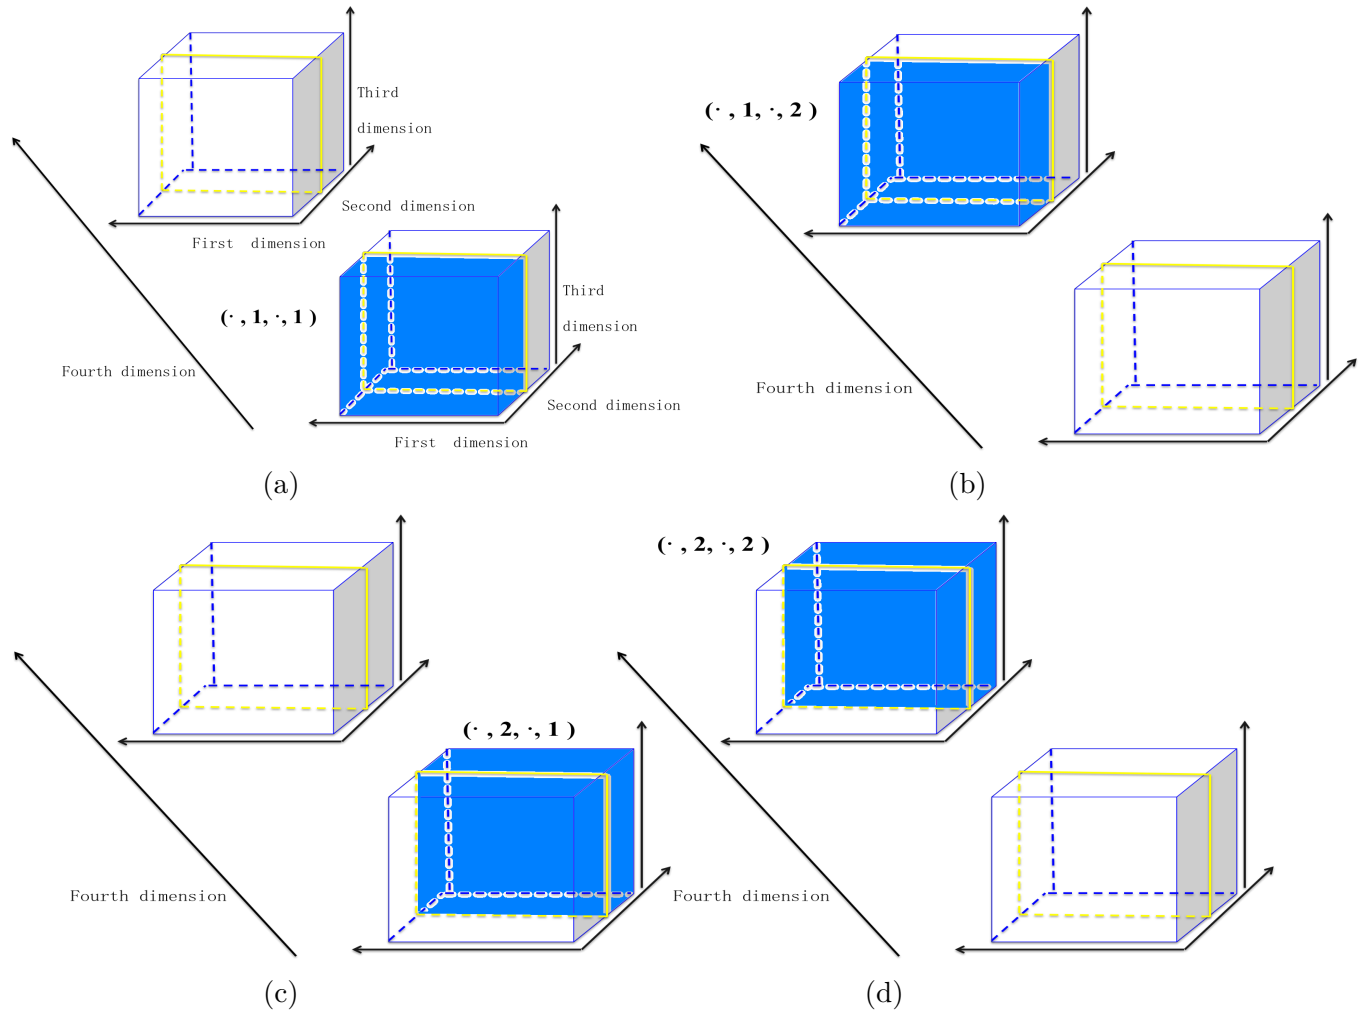 Third
dimension
Second dimension
First dimension
(· , 1, ·, 1 )
Third
dimension
Fourth dimension
Second dimension
First dimension
(a)
(· , 1, ·, 2 )
Fourth dimension
(b)
(· , 2, ·, 1 )
Fourth dimension
(c)
(· , 2, ·, 2 )
Fourth dimension
(d)